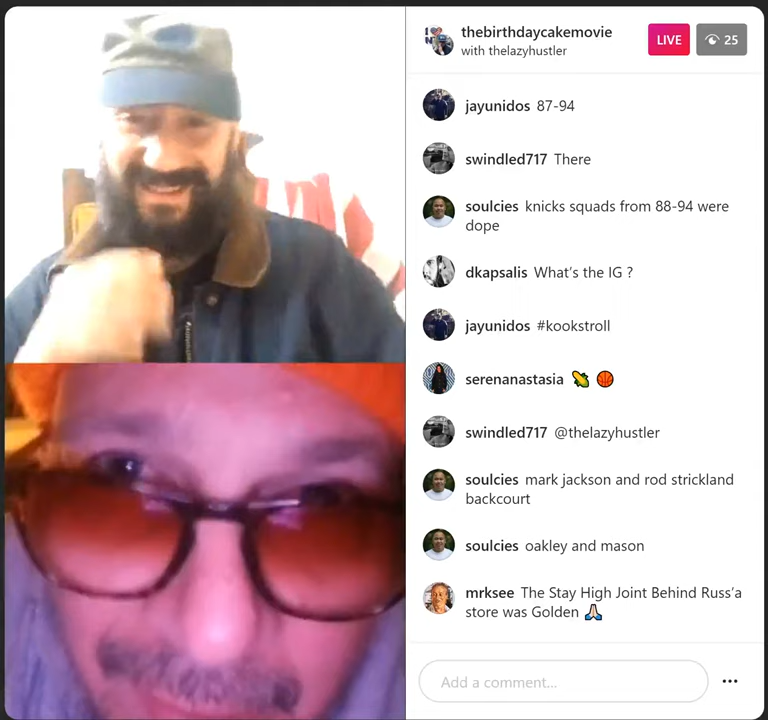 thebirthdaycakemovie
with thelazyhustler
LIVE
25
jayunidos 87-94
swindled717 There
soulcies knicks squads from 88-94 were
dope
dkapsalis What's the IG ?
jayunidos #kookstroll
serenanastasia 🌽 🏀
swindled717 @thelazyhustler
soulcies mark jackson and rod strickland
backcourt
soulcies oakley and mason
mrksee The Stay High Joint Behind Russ'a
store was Golden 🙏🏻
Add a comment...